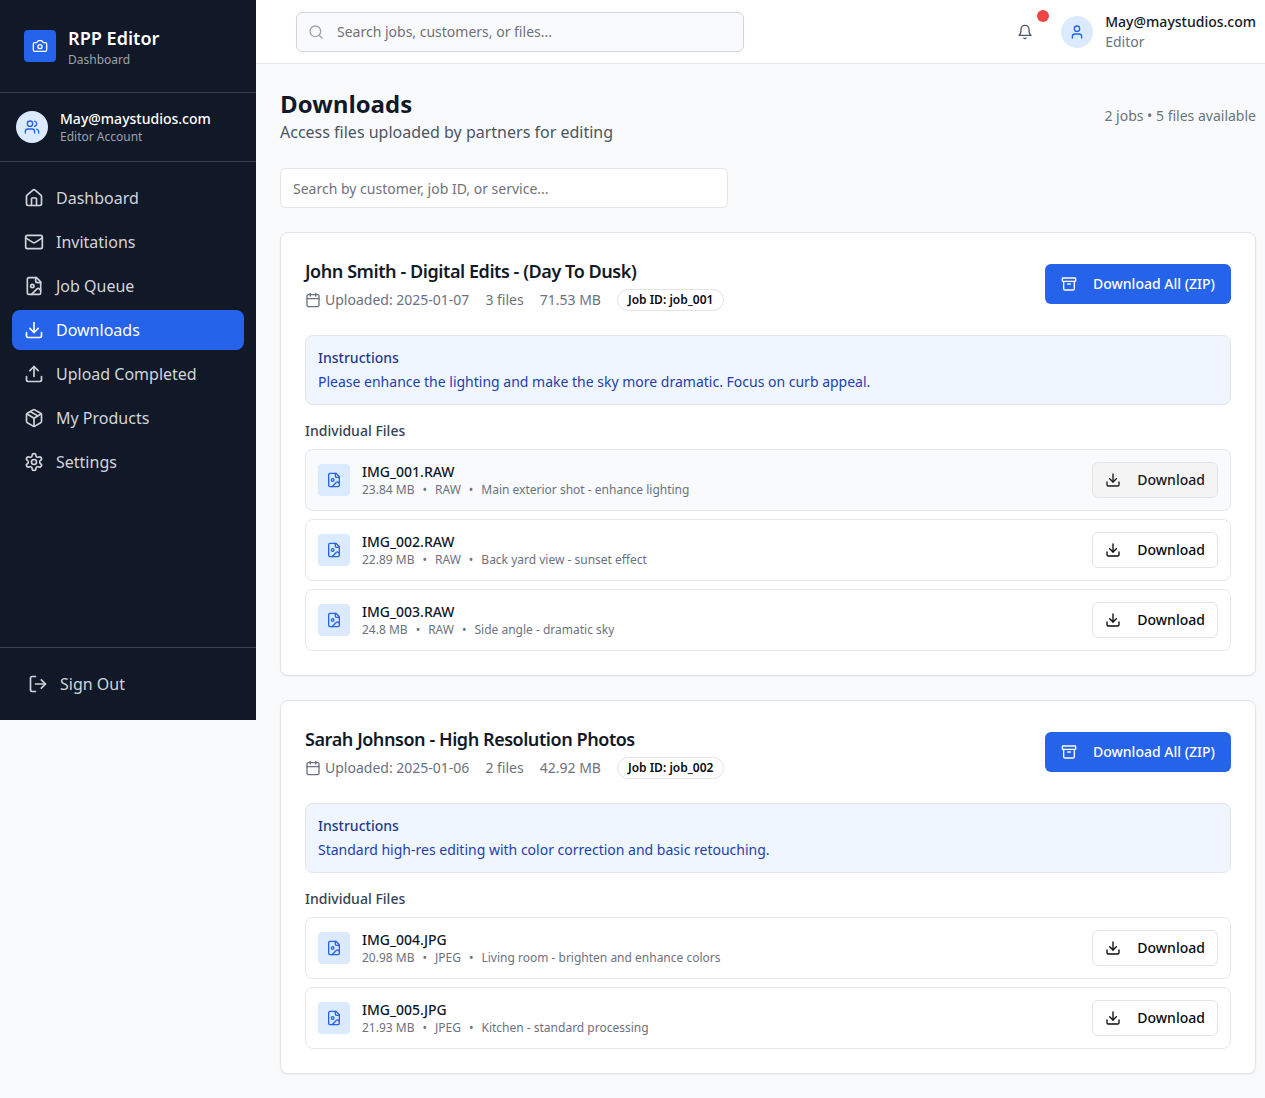 RPP Editor
Dashboard
May@maystudios.com
Editor Account
Dashboard
Invitations
Job Queue
Downloads
Upload Completed
My Products
Settings
Sign Out
Search jobs, customers, or files...
May@maystudios.com
Editor
Downloads
Access files uploaded by partners for editing
2 jobs • 5 files available
Search by customer, job ID, or service...
John Smith - Digital Edits - (Day To Dusk)
Uploaded: 2025-01-07 3 files 71.53 MB Job ID: job_001
Download All (ZIP)
Instructions
Please enhance the lighting and make the sky more dramatic. Focus on curb appeal.
Individual Files
IMG_001.RAW
23.84 MB • RAW • Main exterior shot - enhance lighting
Download
IMG_002.RAW
22.89 MB • RAW • Back yard view - sunset effect
Download
IMG_003.RAW
24.8 MB • RAW • Side angle - dramatic sky
Download
Sarah Johnson - High Resolution Photos
Uploaded: 2025-01-06 2 files 42.92 MB Job ID: job_002
Download All (ZIP)
Instructions
Standard high-res editing with color correction and basic retouching.
Individual Files
IMG_004.JPG
20.98 MB • JPEG • Living room - brighten and enhance colors
Download
IMG_005.JPG
21.93 MB • JPEG • Kitchen - standard processing
Download